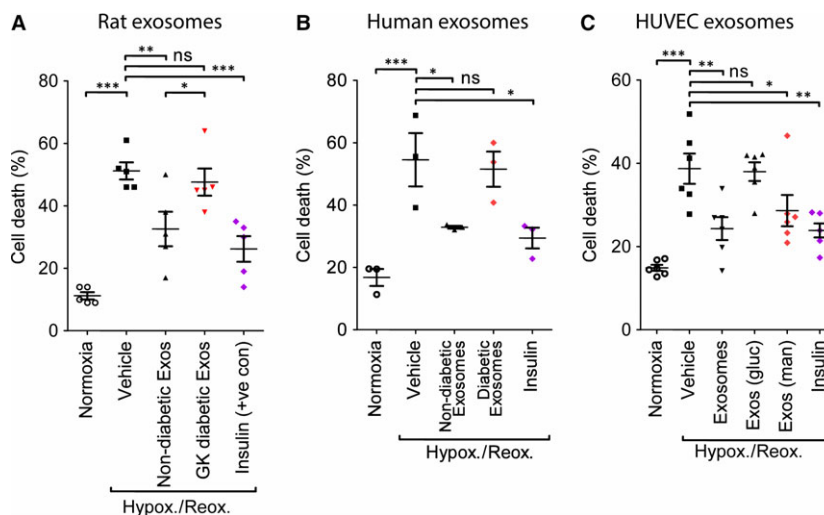 A
Rat exosomes
**
ns
***
***
*
80
60
40
20
0
Cell death (%)
Normoxia
Vehicle
Non-diabetic Exos
GK diabetic Exos
Insulin (+ve con)
Hypox./Reox.
B
Human exosomes
***
*
ns
*
80
60
40
20
0
Cell death (%)
Normoxia
Vehicle
Non-diabetic
Exosomes
Diabetic
Exosomes
Insulin
Hypox./Reox.
C
HUVEC exosomes
***
**
ns
*
**
60
40
20
0
Cell death (%)
Normoxia
Vehicle
Exosomes
Exos (gluc)
Exos (man)
Insulin
Hypox./Reox.